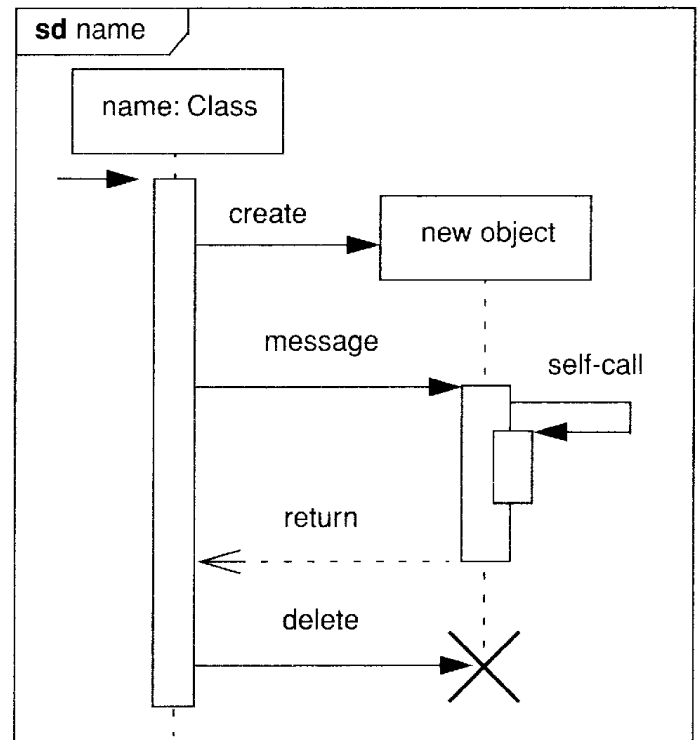 sd name
name: Class
create
new object
message
self-call
return
delete